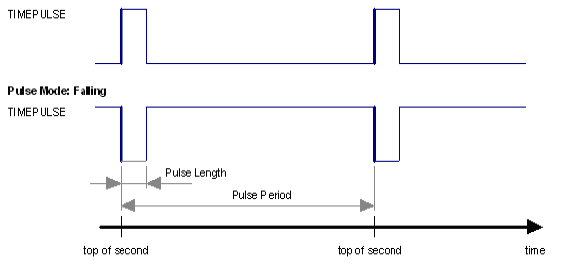 TIMEPULSE
Pulse Mode: Falling
TIMEPULSE
Pulse Length
Pulse Period
top of second
top of second
time